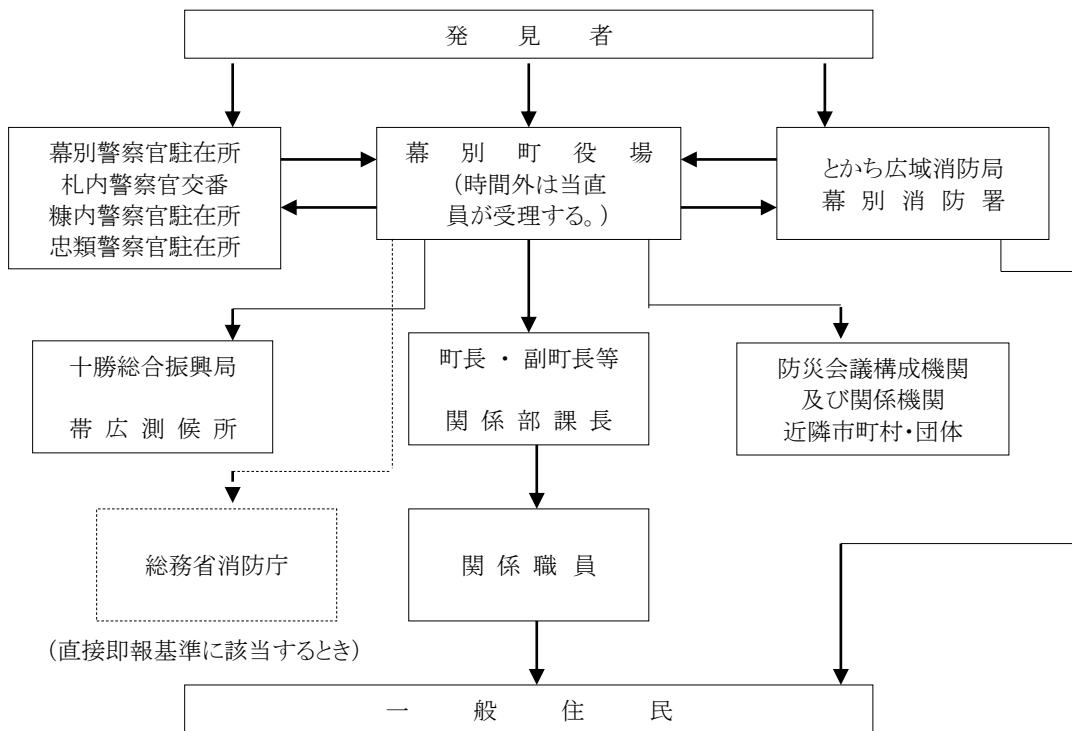 発見者
幕別警察官駐在所
札内警察官交番
糠内警察官駐在所
忠類警察官駐在所
幕別町役場
(時間外は当直
員が受理する。)
とかち広域消防局
幕別消防署
十勝総合振興局
帯広測候所
町長・副町長等
関係部課長
防災会議構成機関
及び関係機関
近隣市町村・団体
総務省消防庁
関係職員
(直接即報基準に該当するとき)
一般住民